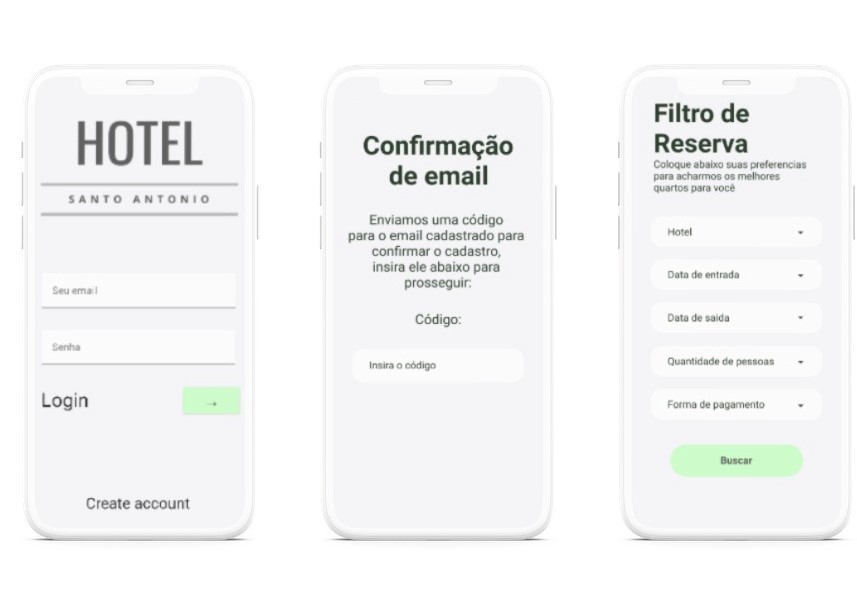 HOTEL
SANTO ANTONIO
Seu email
Senha
Login →
Create account
Confirmação
de email
Enviamos uma código
para o email cadastrado para
confirmar o cadastro,
insira ele abaixo para
prosseguir:
Código:
Insira o código
Filtro de
Reserva
Coloque abaixo suas preferencias
para acharmos os melhores
quartos para você
Hotel
Data de entrada
Data de saida
Quantidade de pessoas
Forma de pagamento
Buscar